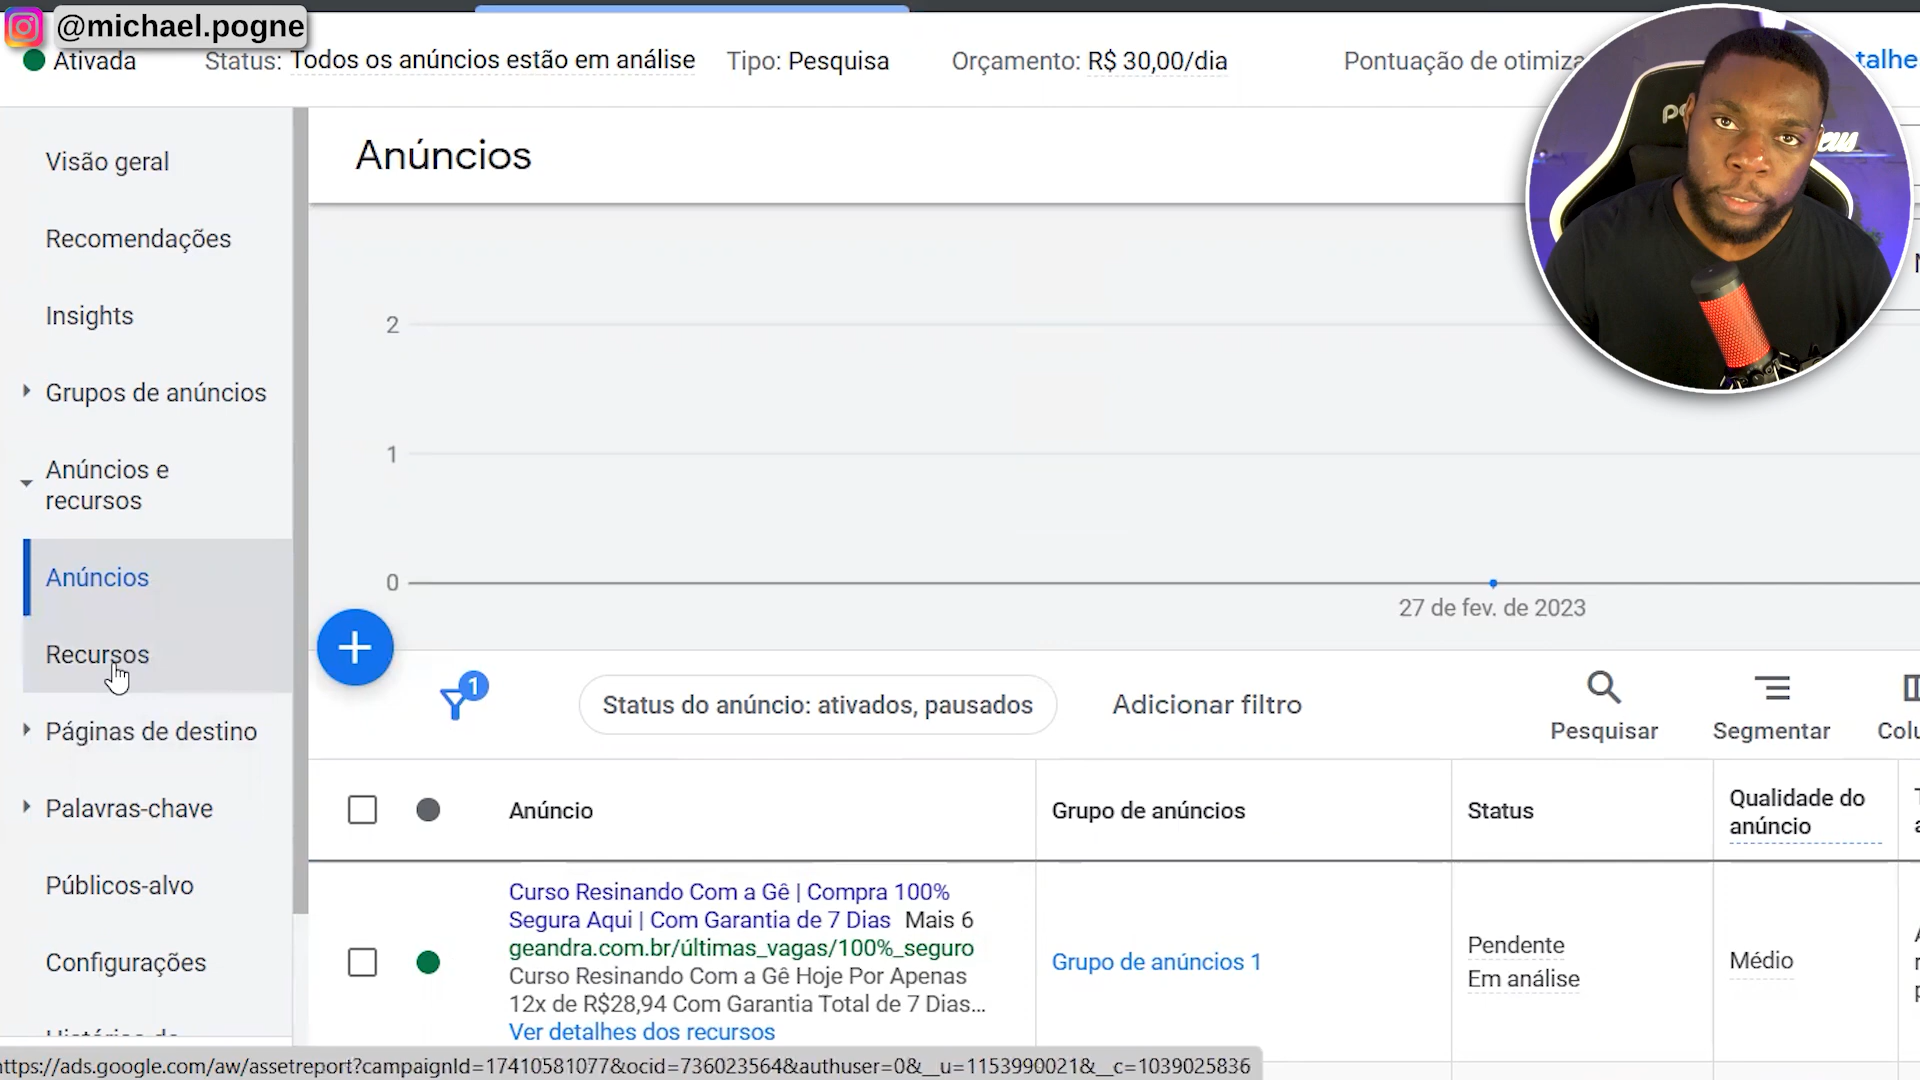 @michael.pogne
Ativada
Status: Todos os anúncios estão em análise
Tipo: Pesquisa
Orçamento: R$ 30,00/dia
Pontuação de otimiza
talhe
Visão geral
Recomendações
Insights
Grupos de anúncios
Anúncios e
recursos
Anúncios
Recursos
Páginas de destino
Palavras-chave
Públicos-alvo
Configurações
Anúncios
2
1
0
27 de fev. de 2023
1
Status do anúncio: ativados, pausados
Adicionar filtro
Pesquisar
Segmentar
Colu
Anúncio
Grupo de anúncios
Status
Qualidade do
anúncio
Curso Resinando Com a Gê | Compra 100%
Segura Aqui | Com Garantia de 7 Dias Mais 6
geandra.com.br/últimas_vagas/100%_seguro
Curso Resinando Com a Gê Hoje Por Apenas
12x de R$28,94 Com Garantia Total de 7 Dias...
Ver detalhes dos recursos
Grupo de anúncios 1
Pendente
Em análise
Médio
ttps://ads.google.com/aw/assetreport?campaignId=17410581077&ocid=736023564&authuser=0&__u=1153990021&__c=1039025836